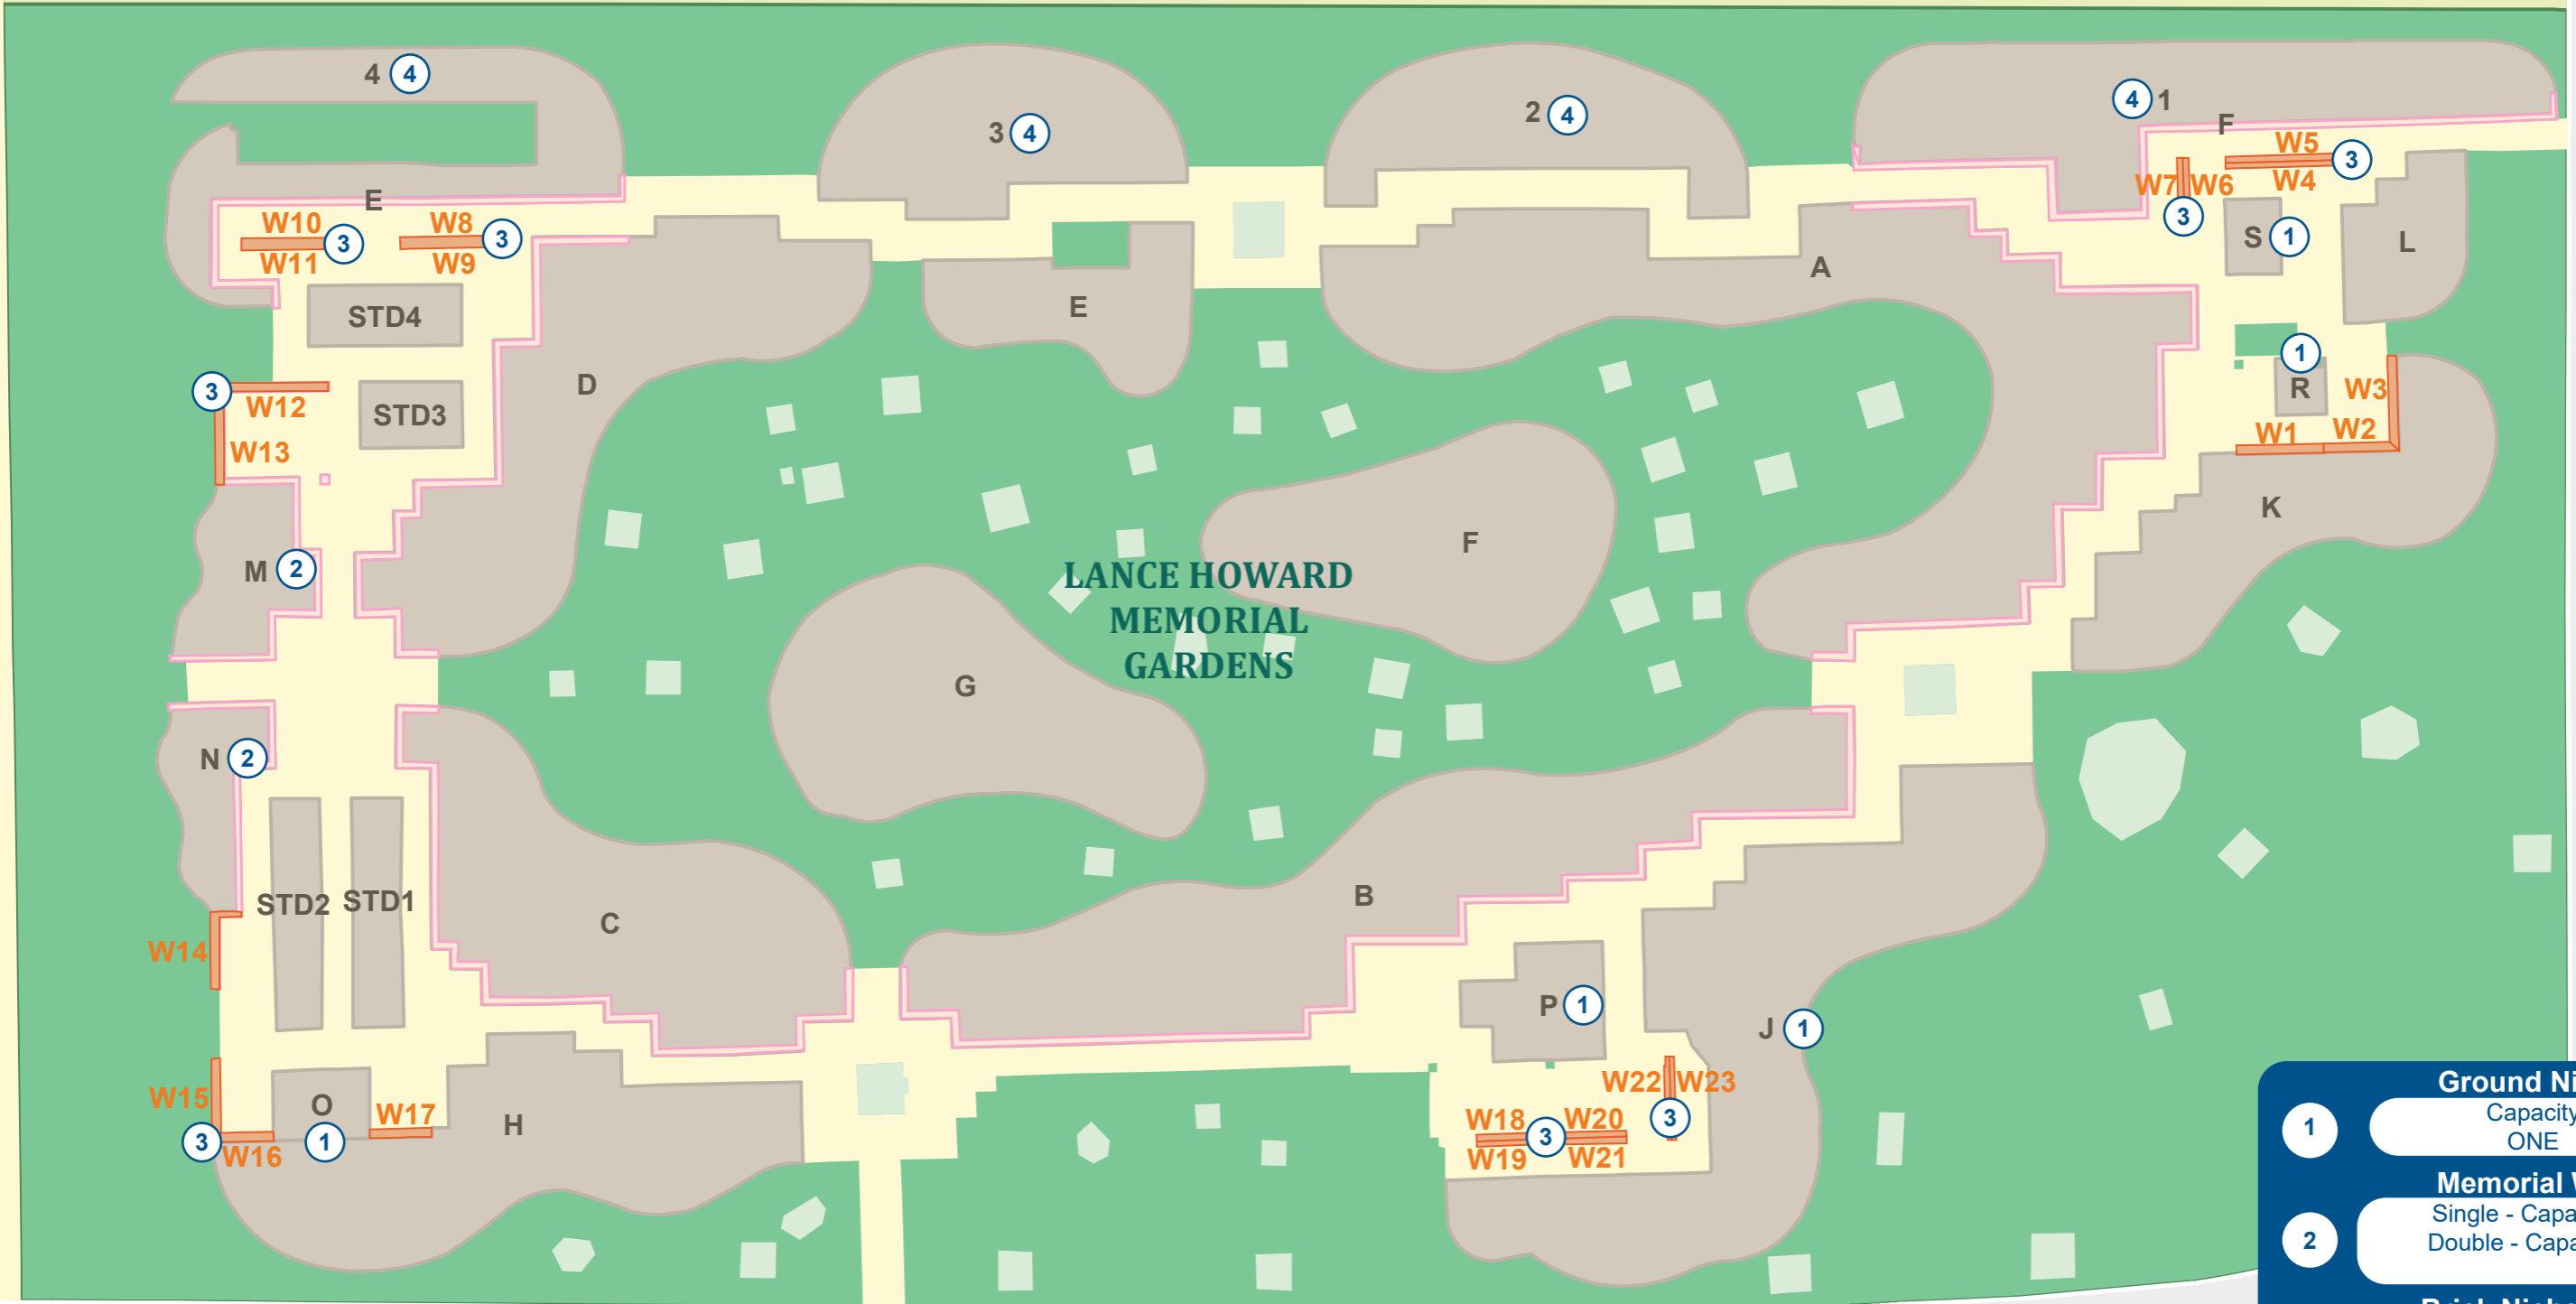 4 4
3 4
2 4
4 1
F
W5
3
W4
W7 W6
3
S 1
L
E
W10
3
W11
W8
3
W9
STD4
A
E
D
1
R
W3
W1 W2
3
W12
STD3
W13
K
M 2
F
LANCE HOWARD
MEMORIAL
GARDENS
G
N 2
STD2 STD1
B
C
W14
P 1
J 1
W22 W23
3
W18 W20
3
W19 W21
W15
O
W17
3 W16 1
H
Ground Ni
1
Capacity
ONE
Memorial
2
Single - Capa
Double - Capa